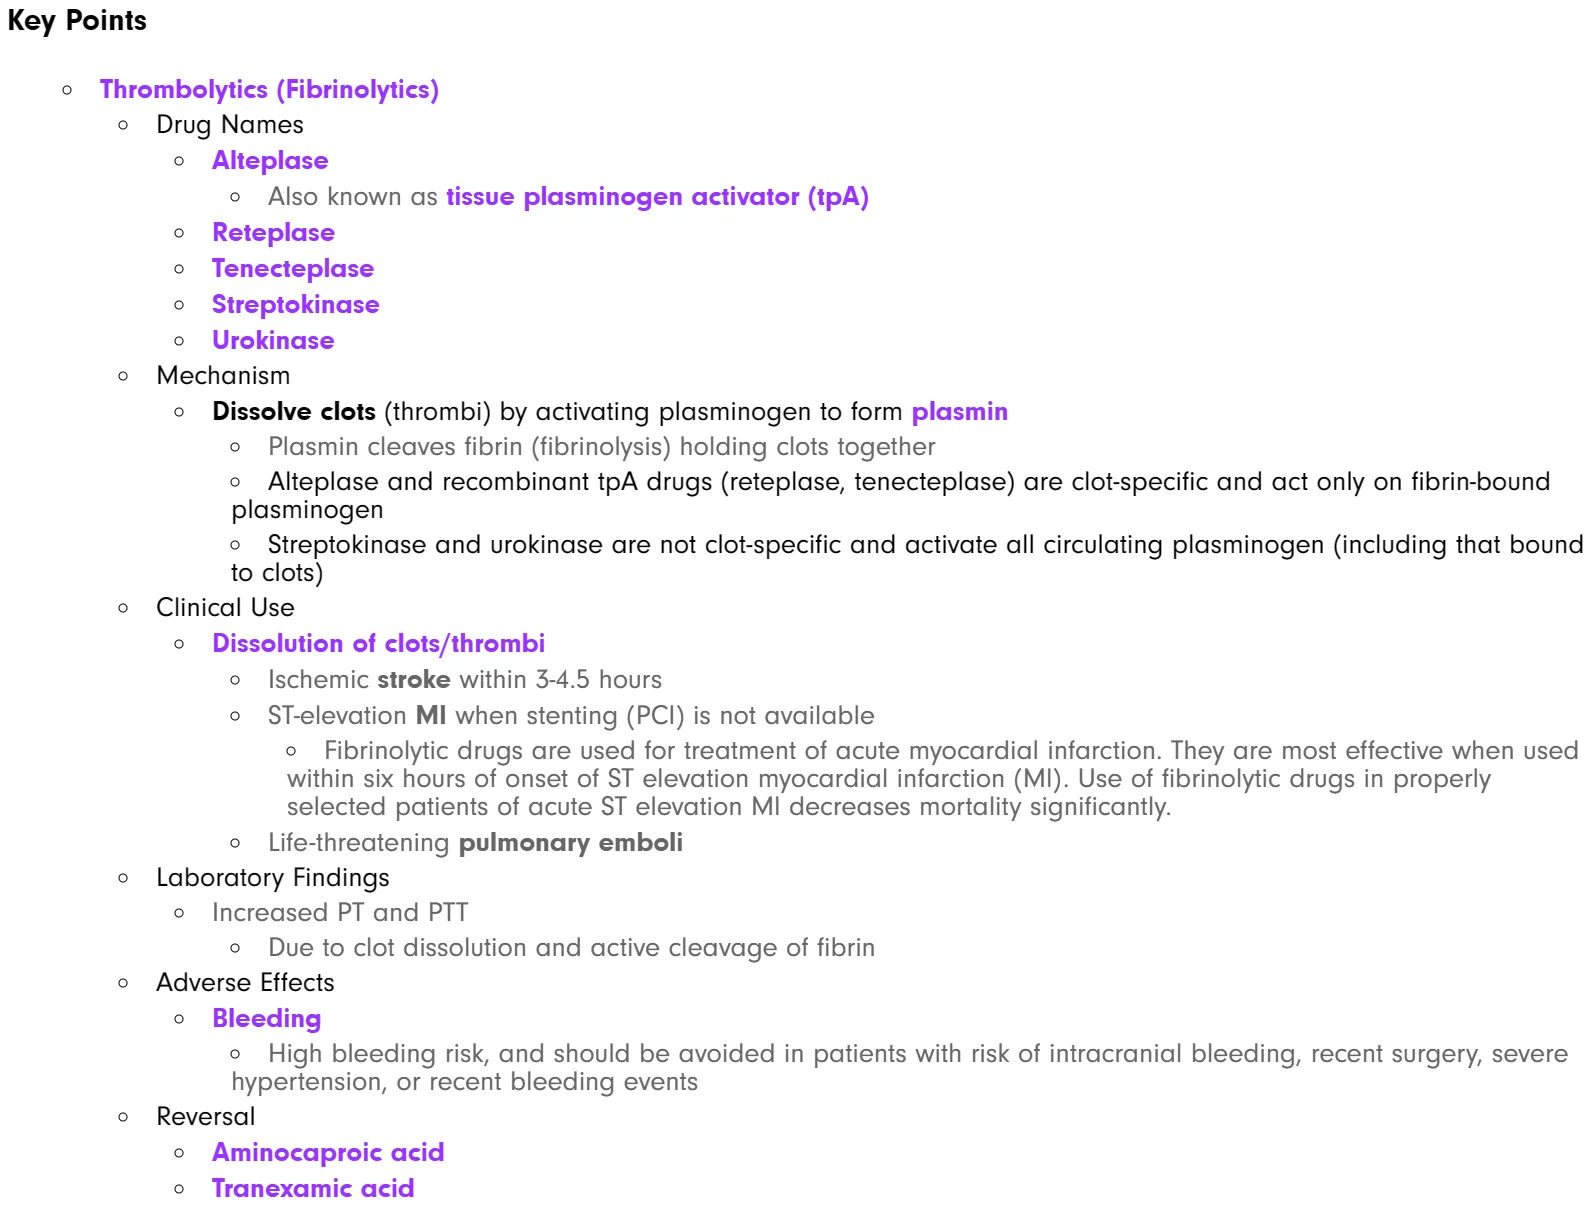 Key Points
Thrombolytics (Fibrinolytics)
Drug Names
Alteplase
Also known as tissue plasminogen activator (tpA)
Reteplase
Tenecteplase
Streptokinase
Urokinase
Mechanism
Dissolve clots (thrombi) by activating plasminogen to form plasmin
Plasmin cleaves fibrin (fibrinolysis) holding clots together
Alteplase and recombinant tpA drugs (reteplase, tenecteplase) are clot-specific and act only on fibrin-bound
plasminogen
Streptokinase and urokinase are not clot-specific and activate all circulating plasminogen (including that bound
to clots)
Clinical Use
Dissolution of clots/thrombi
Ischemic stroke within 3-4.5 hours
ST-elevation MI when stenting (PCI) is not available
Fibrinolytic drugs are used for treatment of acute myocardial infarction. They are most effective when used
within six hours of onset of ST elevation myocardial infarction (MI). Use of fibrinolytic drugs in properly
selected patients of acute ST elevation MI decreases mortality significantly.
Life-threatening pulmonary emboli
Laboratory Findings
Increased PT and PTT
Due to clot dissolution and active cleavage of fibrin
Adverse Effects
Bleeding
High bleeding risk, and should be avoided in patients with risk of intracranial bleeding, recent surgery, severe
hypertension, or recent bleeding events
Reversal
Aminocaproic acid
Tranexamic acid